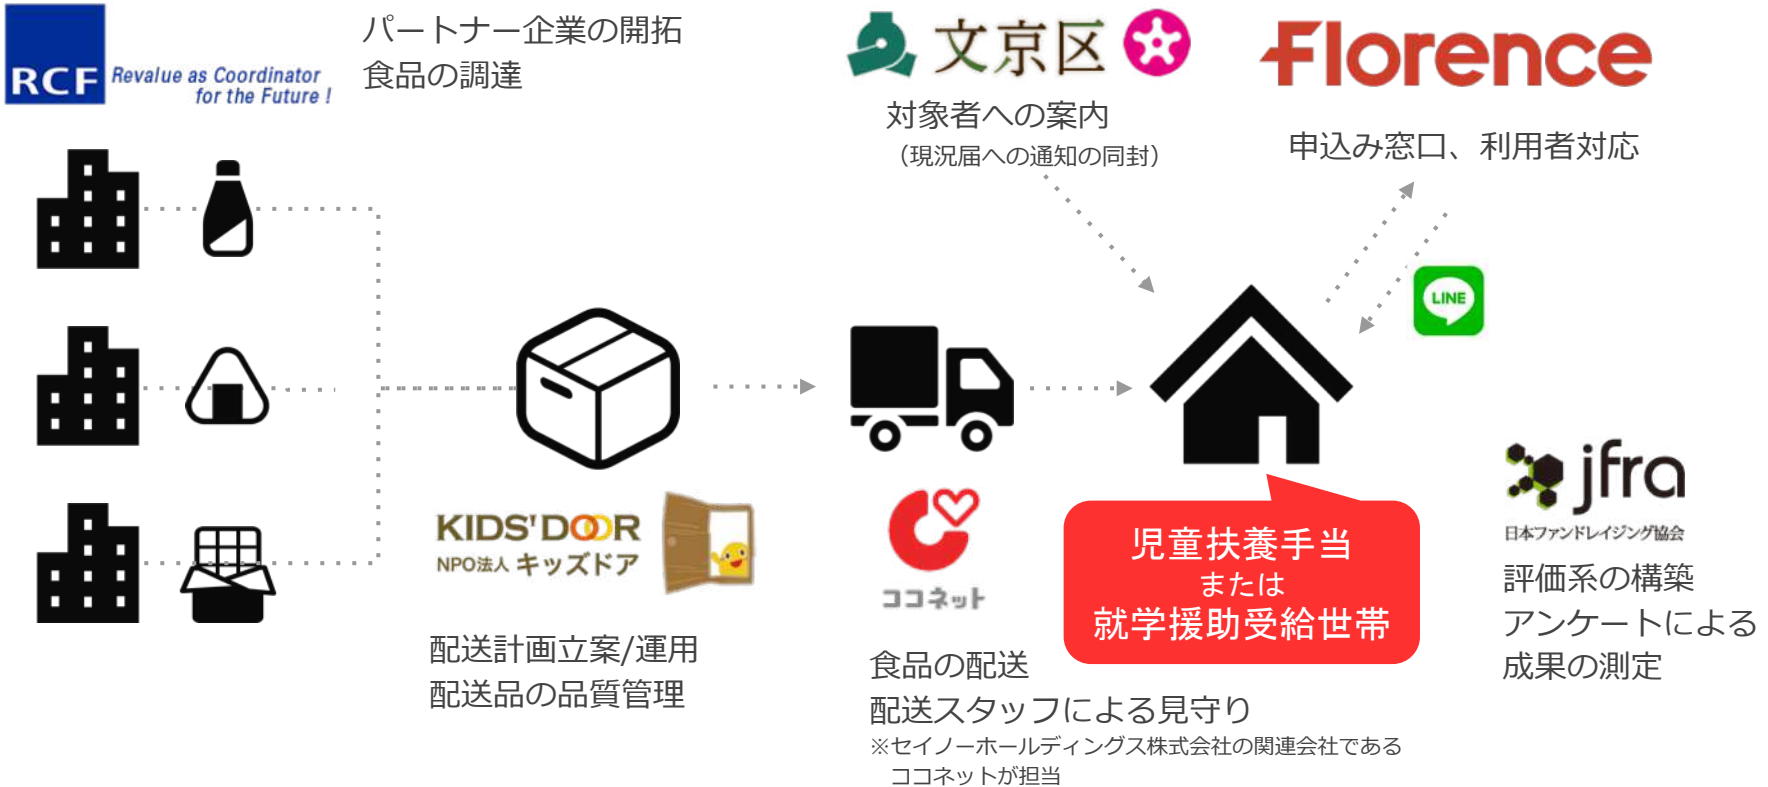 RCF
Revalue as Coordinator
for the Future !
パートナー企業の開拓
食品の調達
文京区
対象者への案内
（現況届への通知の同封）
Florence
申込み窓口、利用者対応
LINE
KIDS'DOOR
NPO法人 キッズドア
配送計画立案/運用
配送品の品質管理
ココネット
食品の配送
配送スタッフによる見守り
※セイノーホールディングス株式会社の関連会社である
ココネットが担当
児童扶養手当
または
就学援助受給世帯
jfra
日本ファンドレイジング協会
評価系の構築
アンケートによる
成果の測定